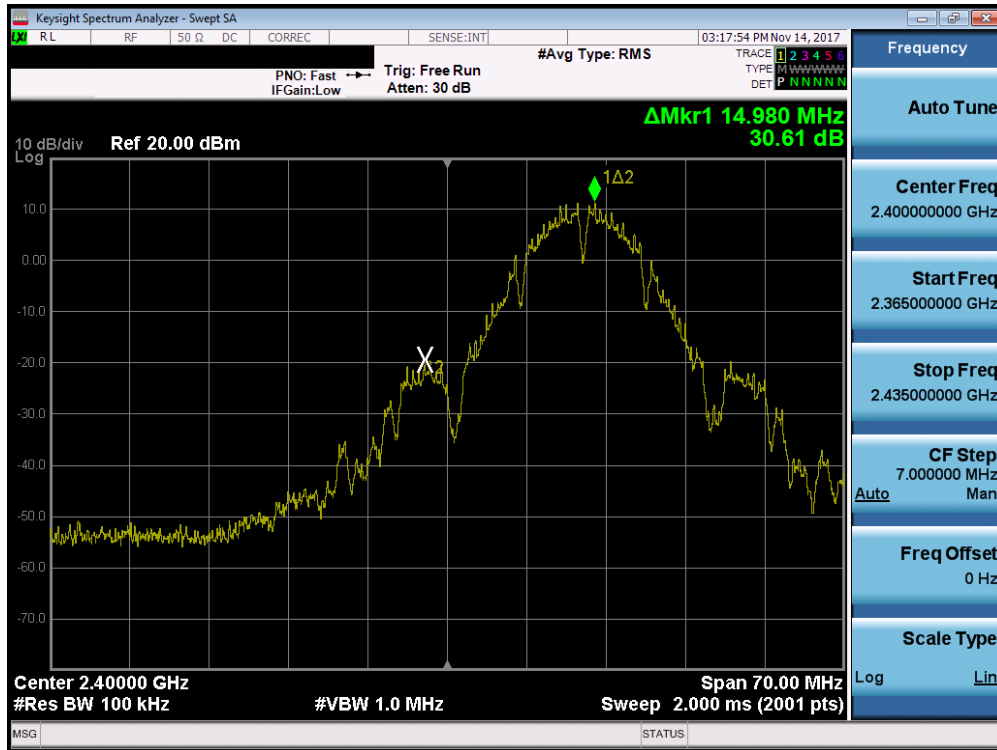 Keysight Spectrum Analyzer - Swept SA
LXI RL RF 50 Ω DC CORREC SENSE:INT 03:17:54 PM Nov 14, 2017
#Avg Type: RMS TRACE 1 2 3 4 5 6
PNO: Fast Trig: Free Run TYPE M WWWWW
IFGain:Low Atten: 30 dB DET P N N N N N
ΔMkr1 14.980 MHz
30.61 dB
10 dB/div Ref 20.00 dBm
Log
1Δ2
10.0
0.00
-10.0
-20.0
2
-30.0
-40.0
-50.0
-60.0
-70.0
Center 2.40000 GHz Span 70.00 MHz
#Res BW 100 kHz #VBW 1.0 MHz Sweep 2.000 ms (2001 pts)
MSG STATUS
Frequency
Auto Tune
Center Freq
2.400000000 GHz
Start Freq
2.365000000 GHz
Stop Freq
2.435000000 GHz
CF Step
7.000000 MHz
Auto Man
Freq Offset
0 Hz
Scale Type
Log Lin